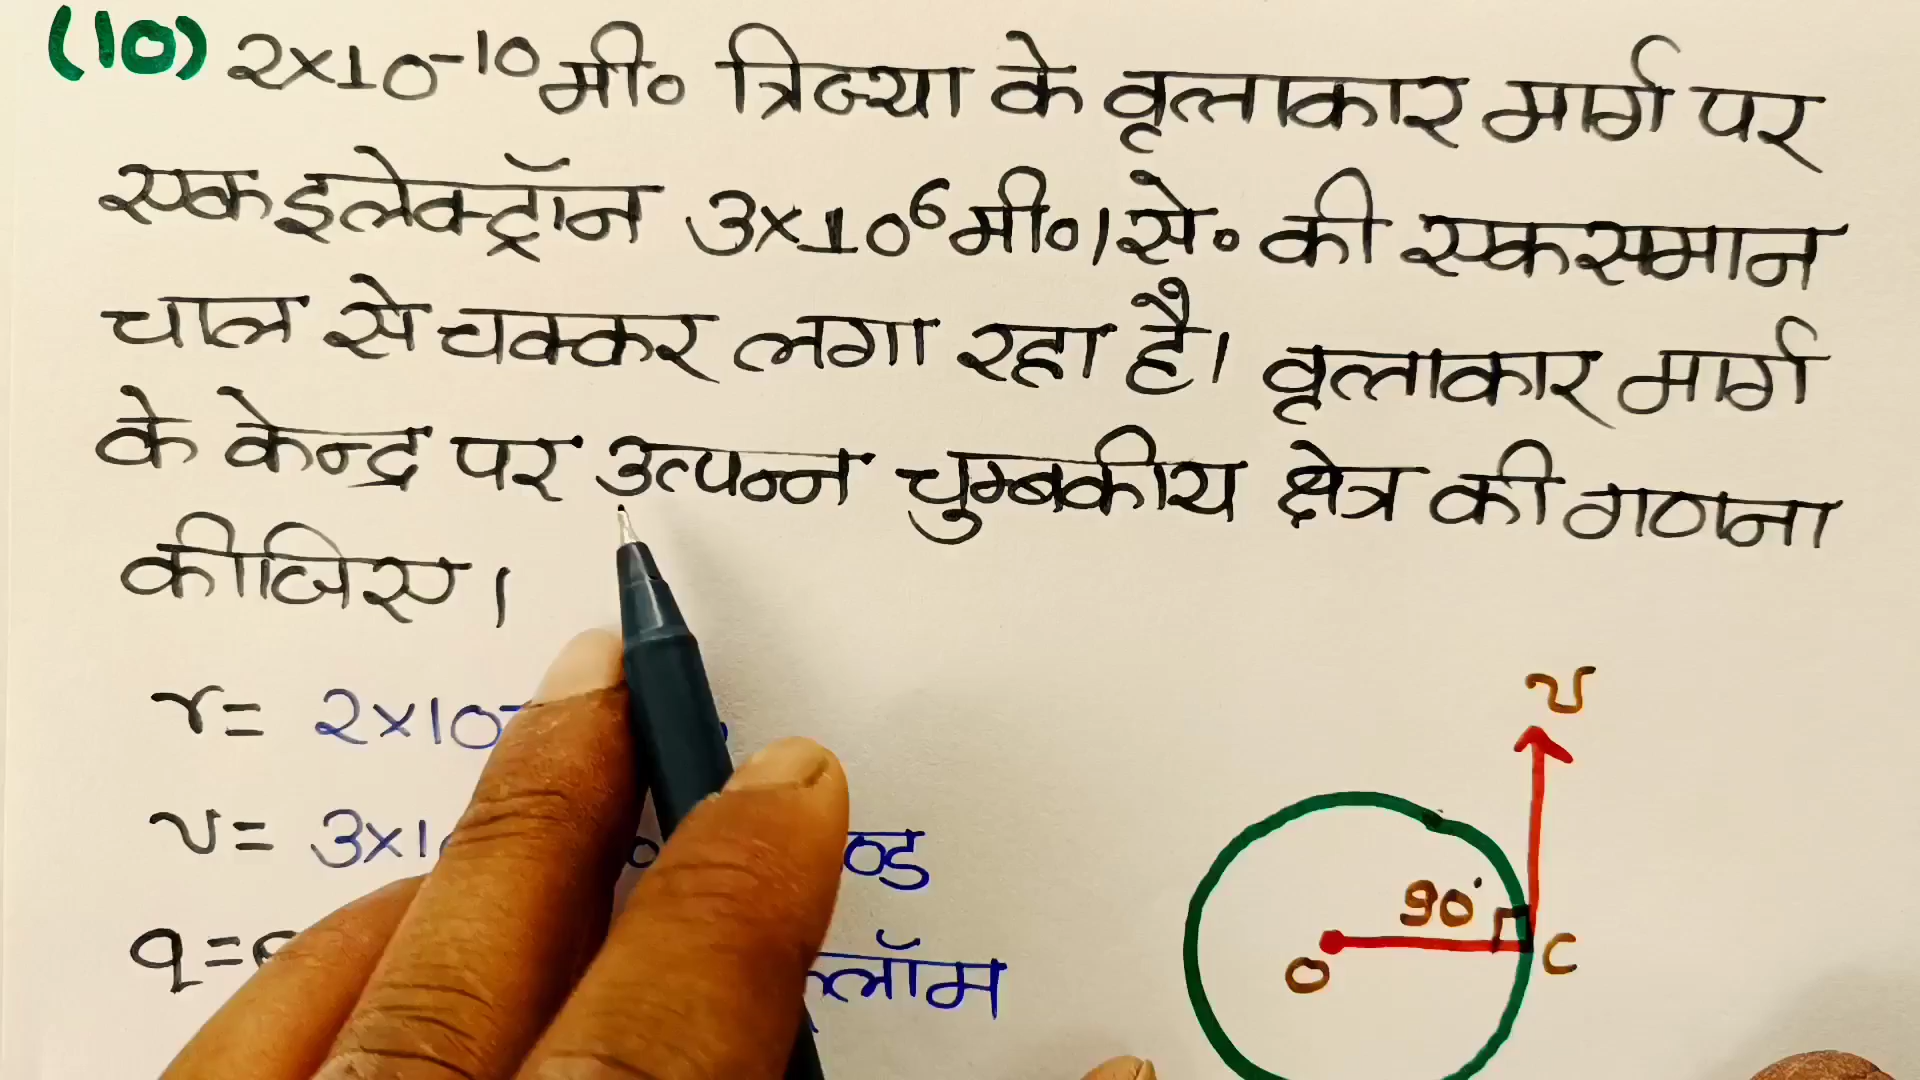 (10) 2×10⁻¹⁰ मी० त्रिज्या के वृत्ताकार मार्ग पर
एक इलेक्ट्रॉन 3×10⁶ मी०/से० की एकसमान
चाल से चक्कर लगा रहा है। वृत्ताकार मार्ग
के केन्द्र पर उत्पन्न चुम्बकीय क्षेत्र की गणना
कीजिए।
r= 2×10
v= 3×10
q=e
v
90°
O
C